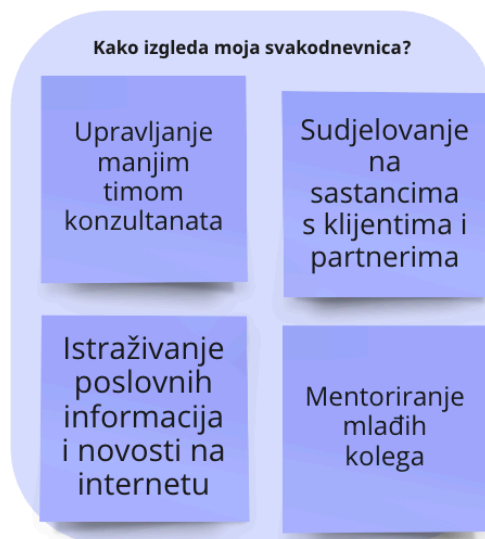 Kako izgleda moja svakodnevnica?
Upravljanje
manjim
timom
konzultanata
Sudjelovanje
na
sastancima
s klijentima i
partnerima
Istraživanje
poslovnih
informacija
i novosti na
internetu
Mentoriranje
mlađih
kolega